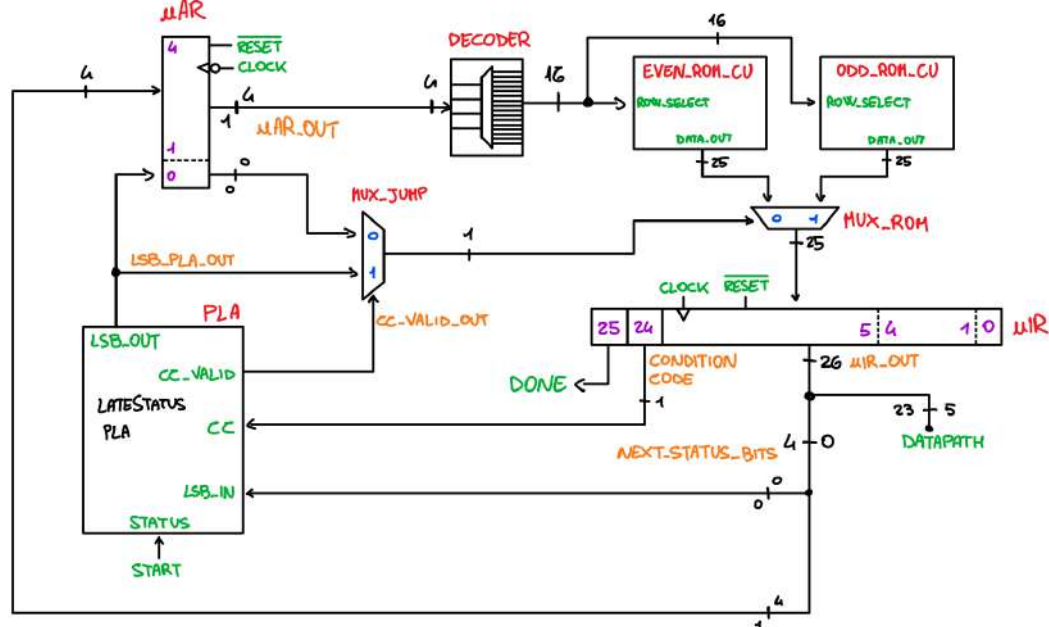 μAR
4
RESET
CLOCK
4
1
μAR_OUT
1
0
0
0
4
DECODER
4
16
16
EVEN_ROM_CU
ROW_SELECT
DATA_OUT
25
ODD_ROM_CU
ROW_SELECT
DATA_OUT
25
MUX_JUMP
0
1
1
0 1
MUX_ROM
25
LSB_PLA_OUT
CC_VALID_OUT
PLA
LSB_OUT
CC_VALID
LATESTATUS
PLA
CC
LSB_IN
STATUS
START
CLOCK
RESET
25 24 5 4 1 0
μIR
DONE
CONDITION
CODE
1
26 μIR_OUT
23 5
DATAPATH
NEXT_STATUS_BITS
4 0
0
0
4
1